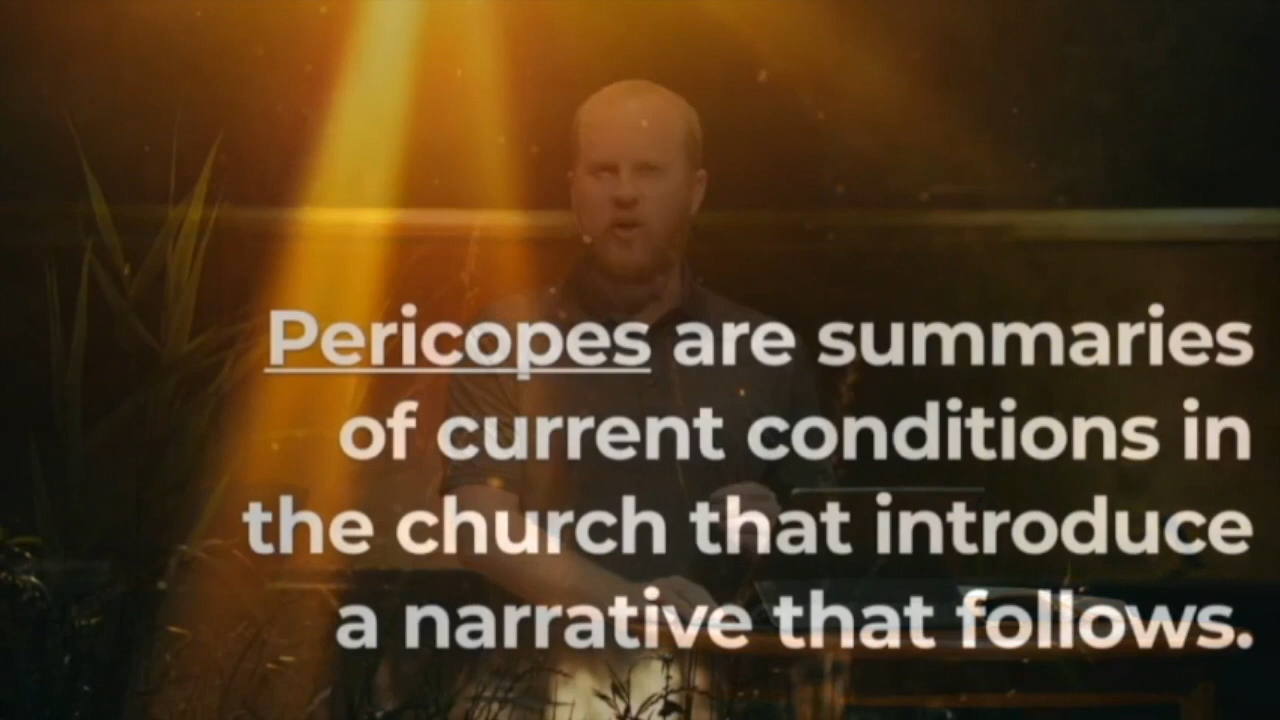 Pericopes are summaries
of current conditions in
the church that introduce
a narrative that follows.